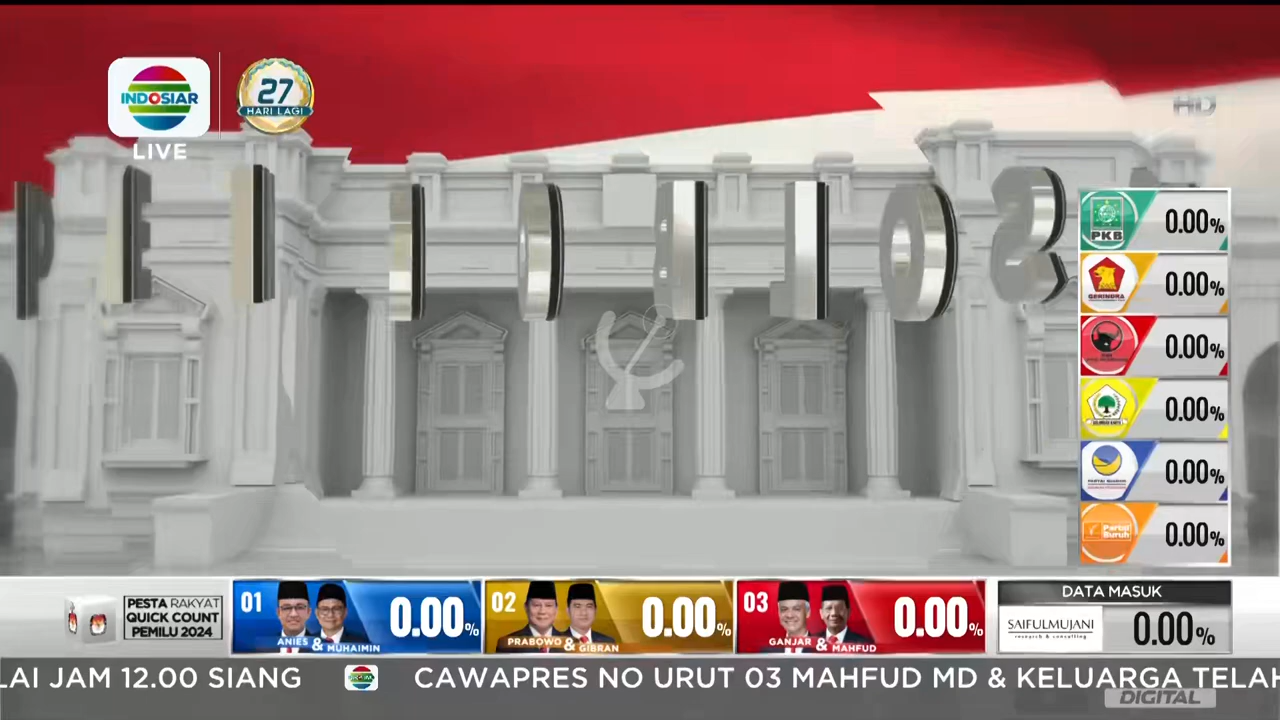 INDOSIAR
LIVE
27
HARI LAGI
HD
PKB
0.00%
GERINDRA
0.00%
0.00%
0.00%
0.00%
Partai Buruh
0.00%
PESTA RAKYAT
QUICK COUNT
PEMILU 2024
01
ANIES & MUHAIMIN
0.00%
02
PRABOWO & GIBRAN
0.00%
03
GANJAR & MAHFUD
0.00%
DATA MASUK
SAIFULMUJANI
research & consulting
0.00%
LAI JAM 12.00 SIANG
CAWAPRES NO URUT 03 MAHFUD MD & KELUARGA TELAH
DIGITAL